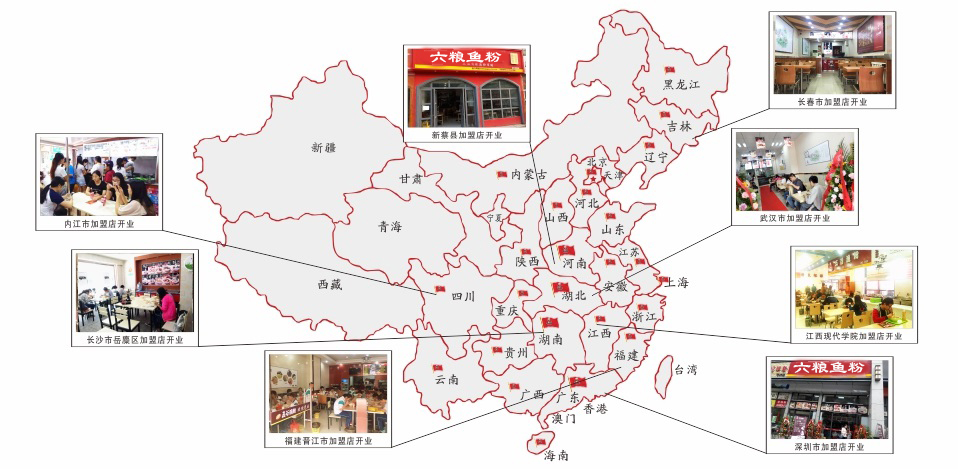 六粮鱼粉
新蔡县加盟店开业
长春市加盟店开业
内江市加盟店开业
武汉市加盟店开业
长沙市岳麓区加盟店开业
江西现代学院加盟店开业
福建晋江市加盟店开业
六粮鱼粉
深圳市加盟店开业
黑龙江
吉林
辽宁
新疆
甘肃
内蒙古
北京
天津
河北
山西
宁夏
青海
山东
陕西
河南
江苏
西藏
四川
重庆
湖北
安徽
上海
浙江
湖南
江西
贵州
福建
云南
广西
广东
台湾
香港
澳门
海南